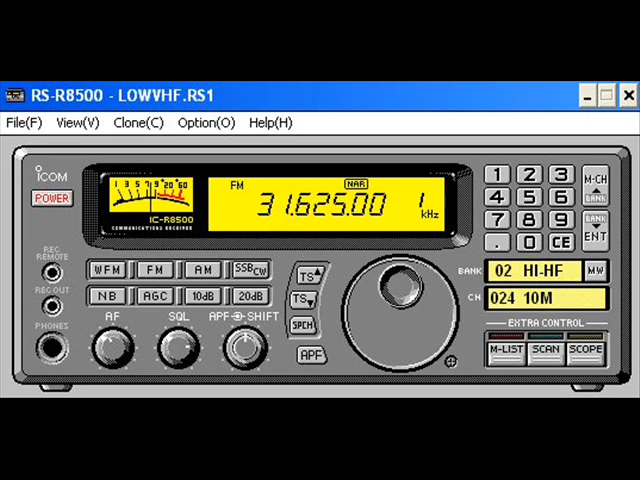 RS-R8500 - LOWVHF.RS1
File(F) View(V) Clone(C) Option(O) Help(H)
ICOM
POWER
1 3 5 7 9 +20 +60
IC-R8500
COMMUNICATIONS RECEIVER
FM NAR
31.625.00 1 kHz
1 2 3 M-CH
4 5 6 BANK
7 8 9 BANK
. 0 CE ENT
REC REMOTE
REC OUT
PHONES
WFM FM AM SSB CW
NB AGC 10dB 20dB
AF SQL APF SHIFT
TS
TS
SPCH
APF
BANK 02 HI-HF MW
CH 024 10M
EXTRA CONTROL
M-LIST SCAN SCOPE